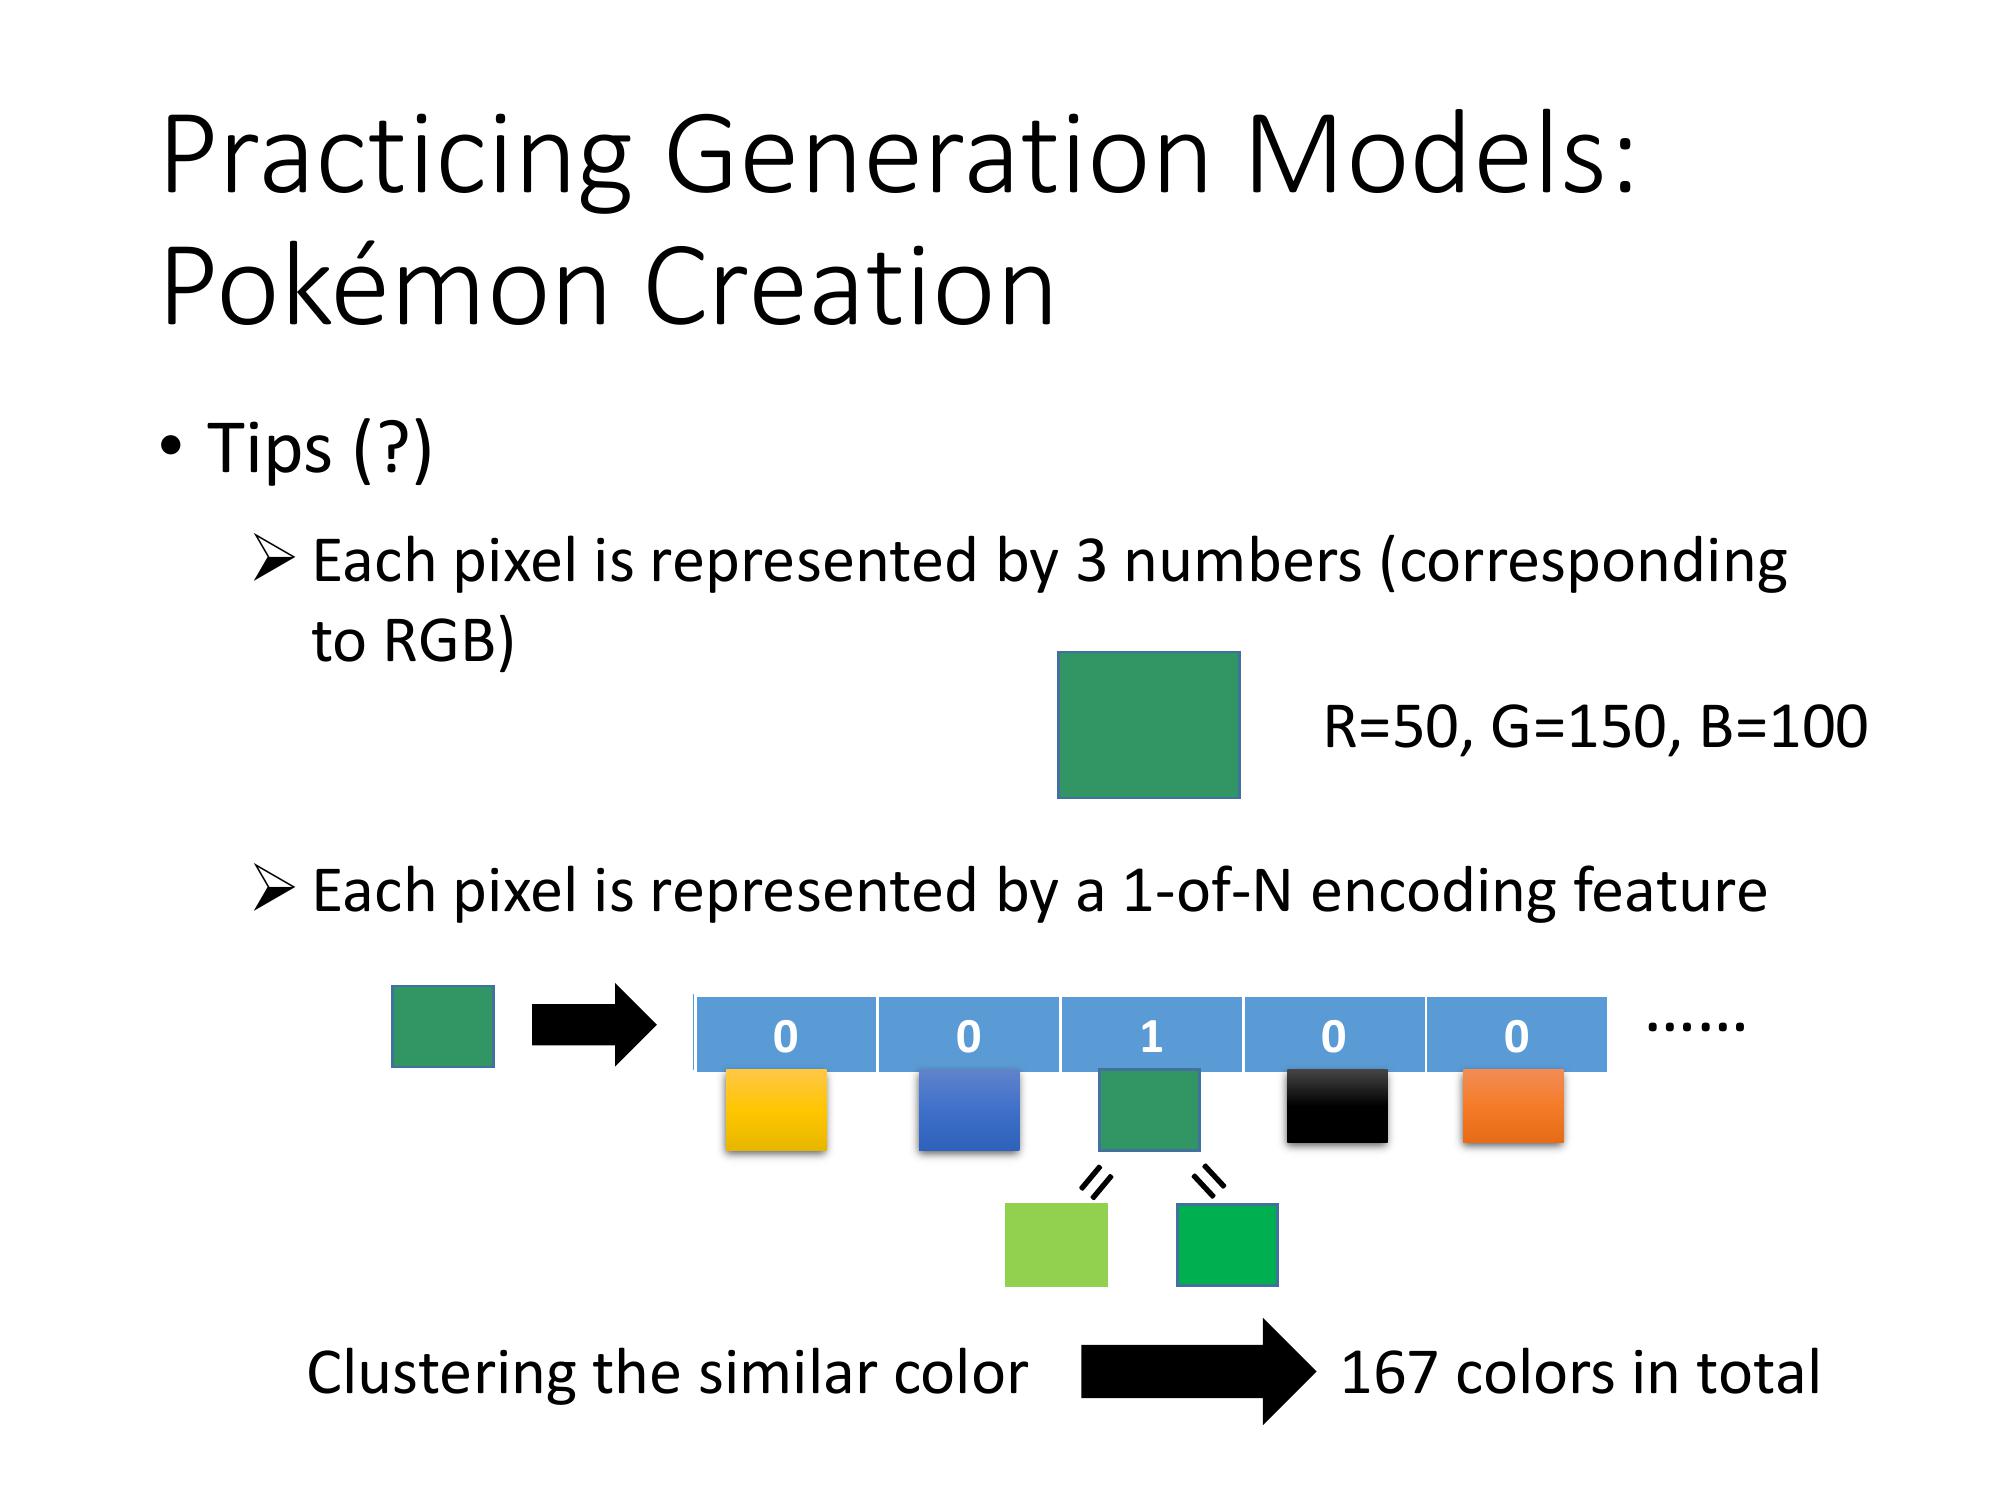 Practicing Generation Models:
Pokémon Creation
• Tips (?)
➢ Each pixel is represented by 3 numbers (corresponding
to RGB)
R=50, G=150, B=100
➢ Each pixel is represented by a 1-of-N encoding feature
0 0 1 0 0 ……
Clustering the similar color
167 colors in total